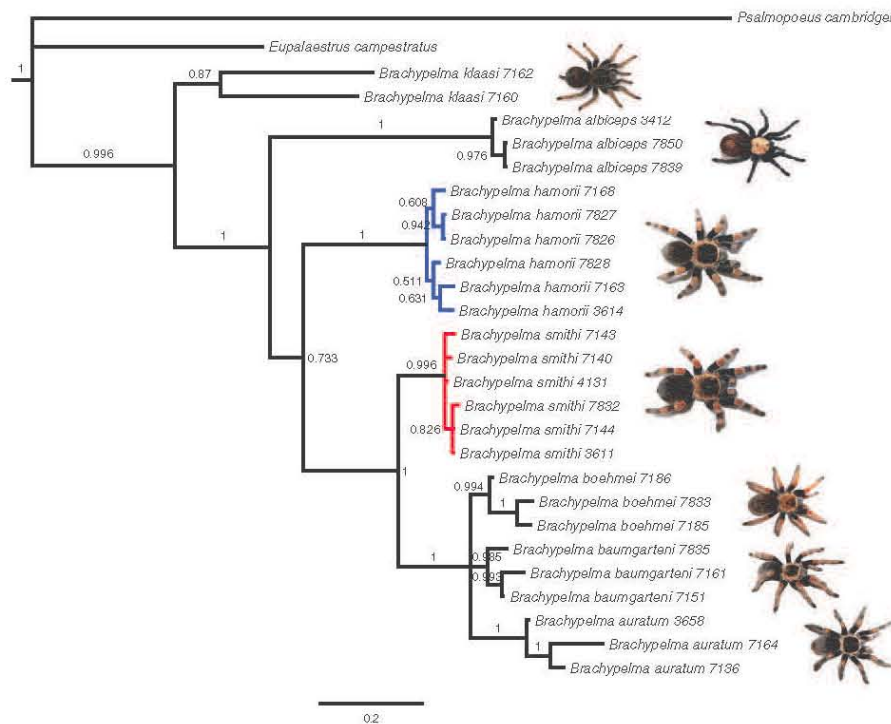 Psalmopoeus cambridgei
Eupalaestrus campestratus
1
0.87
Brachypelma klaasi 7162
Brachypelma klaasi 7160
0.996
1
Brachypelma albiceps 3412
Brachypelma albiceps 7850
0.976
Brachypelma albiceps 7839
Brachypelma hamorii 7168
0.608
Brachypelma hamorii 7827
0.942
1
1
Brachypelma hamorii 7826
Brachypelma hamorii 7828
0.511
Brachypelma hamorii 7163
0.631
Brachypelma hamorii 3614
Brachypelma smithi 7143
0.733
Brachypelma smithi 7140
0.996
Brachypelma smithi 4131
Brachypelma smithi 7832
0.826
Brachypelma smithi 7144
Brachypelma smithi 3611
1
0.994
Brachypelma boehmei 7186
1
Brachypelma boehmei 7833
Brachypelma boehmei 7185
Brachypelma baumgarteni 7835
0.985
1
0.993
Brachypelma baumgarteni 7161
Brachypelma baumgarteni 7151
Brachypelma auratum 3658
1
1
Brachypelma auratum 7164
Brachypelma auratum 7136
0.2